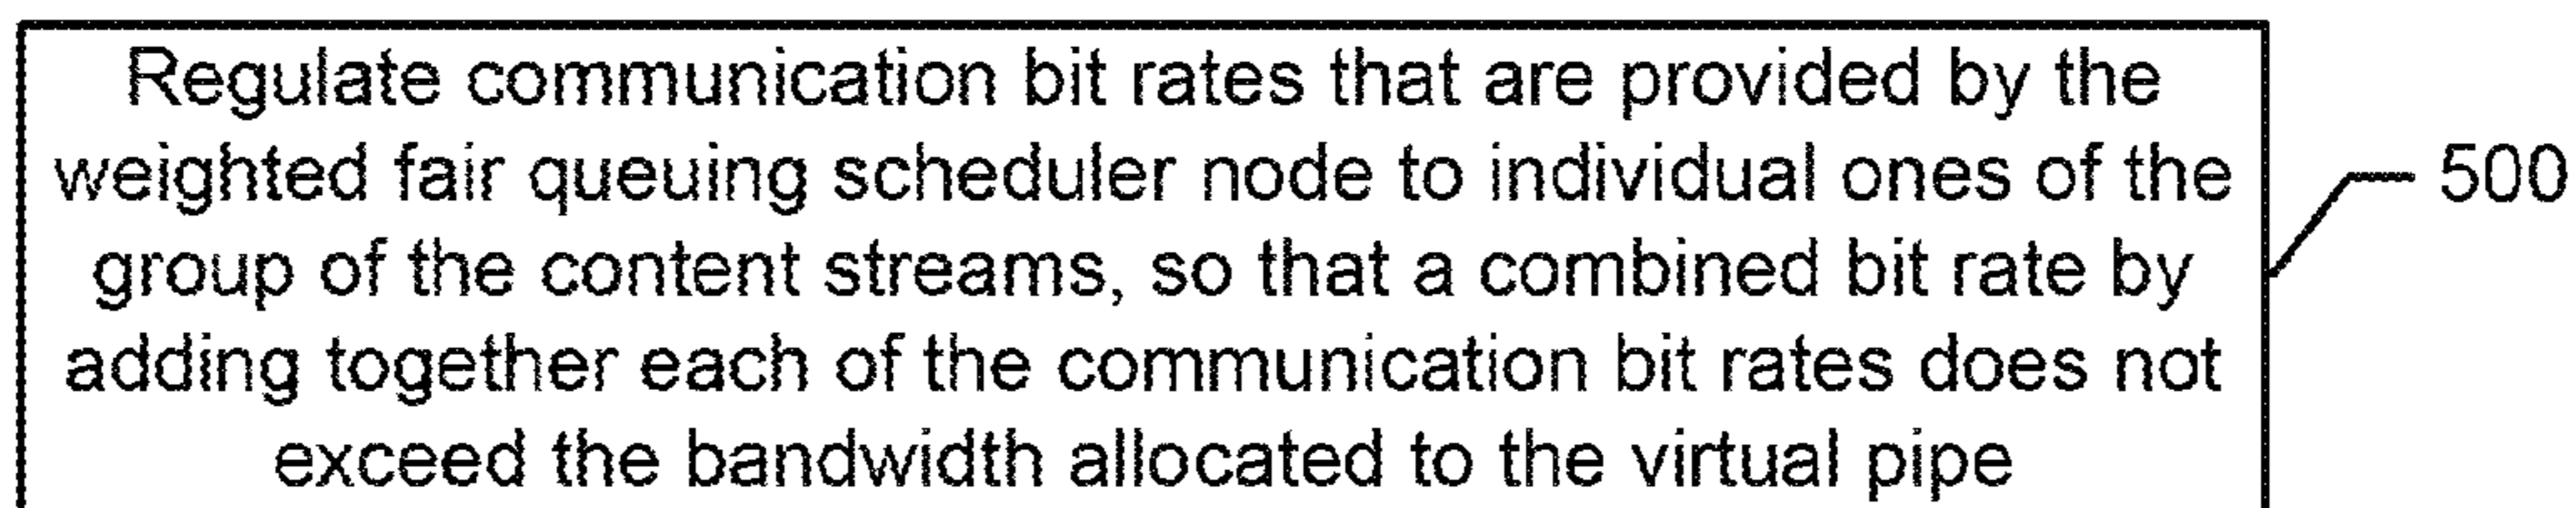 Regulate communication bit rates that are provided by the
weighted fair queuing scheduler node to individual ones of the
group of the content streams, so that a combined bit rate by
adding together each of the communication bit rates does not
exceed the bandwidth allocated to the virtual pipe
500